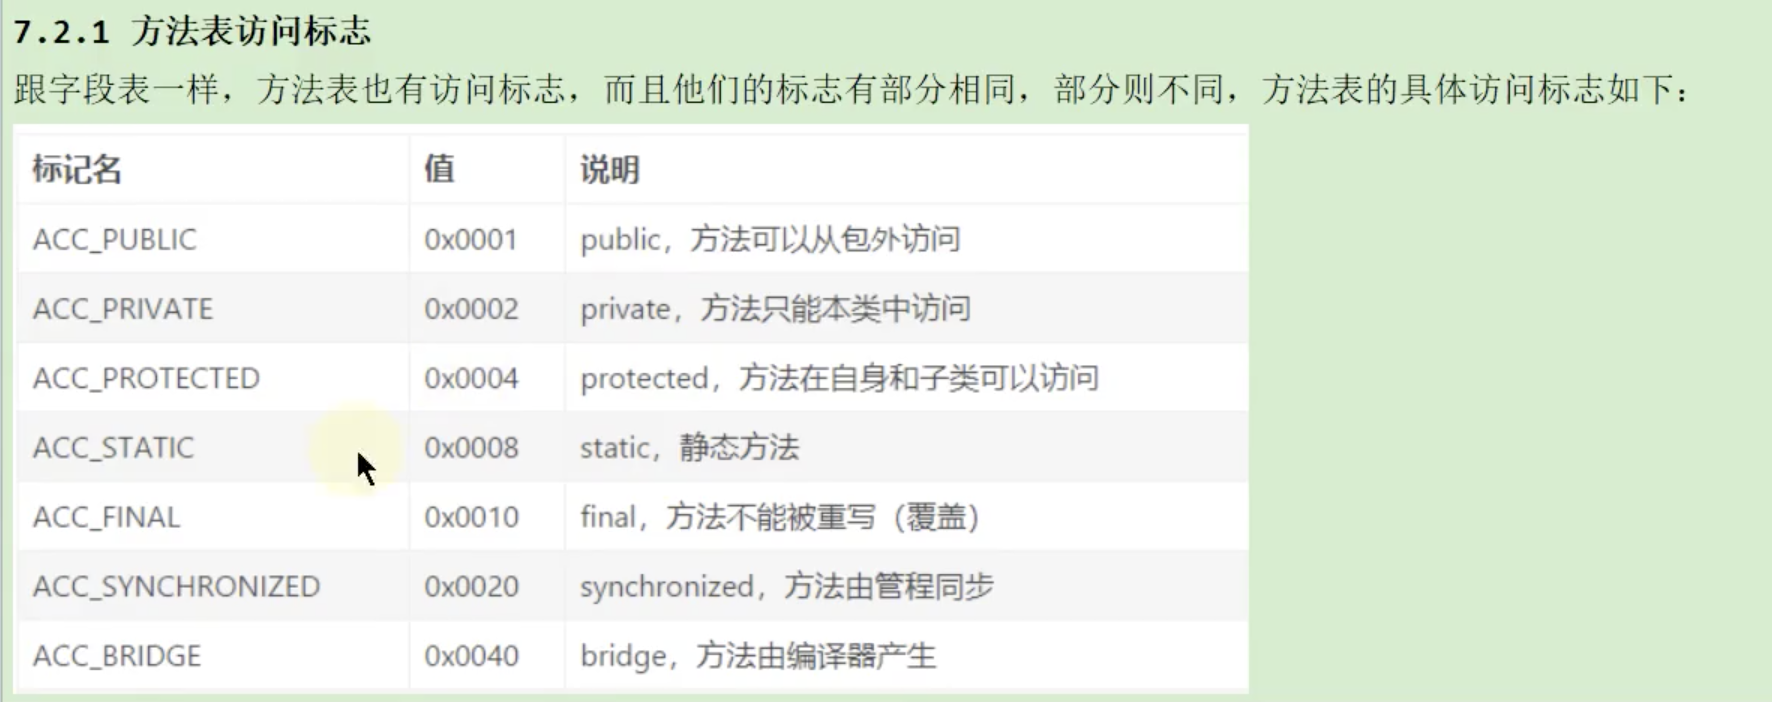 7.2.1 方法表访问标志
跟字段表一样，方法表也有访问标志，而且他们的标志有部分相同，部分则不同，方法表的具体访问标志如下：
标记名 值 说明
ACC_PUBLIC 0x0001 public，方法可以从包外访问
ACC_PRIVATE 0x0002 private，方法只能本类中访问
ACC_PROTECTED 0x0004 protected，方法在自身和子类可以访问
ACC_STATIC 0x0008 static，静态方法
ACC_FINAL 0x0010 final，方法不能被重写（覆盖）
ACC_SYNCHRONIZED 0x0020 synchronized，方法由管程同步
ACC_BRIDGE 0x0040 bridge，方法由编译器产生